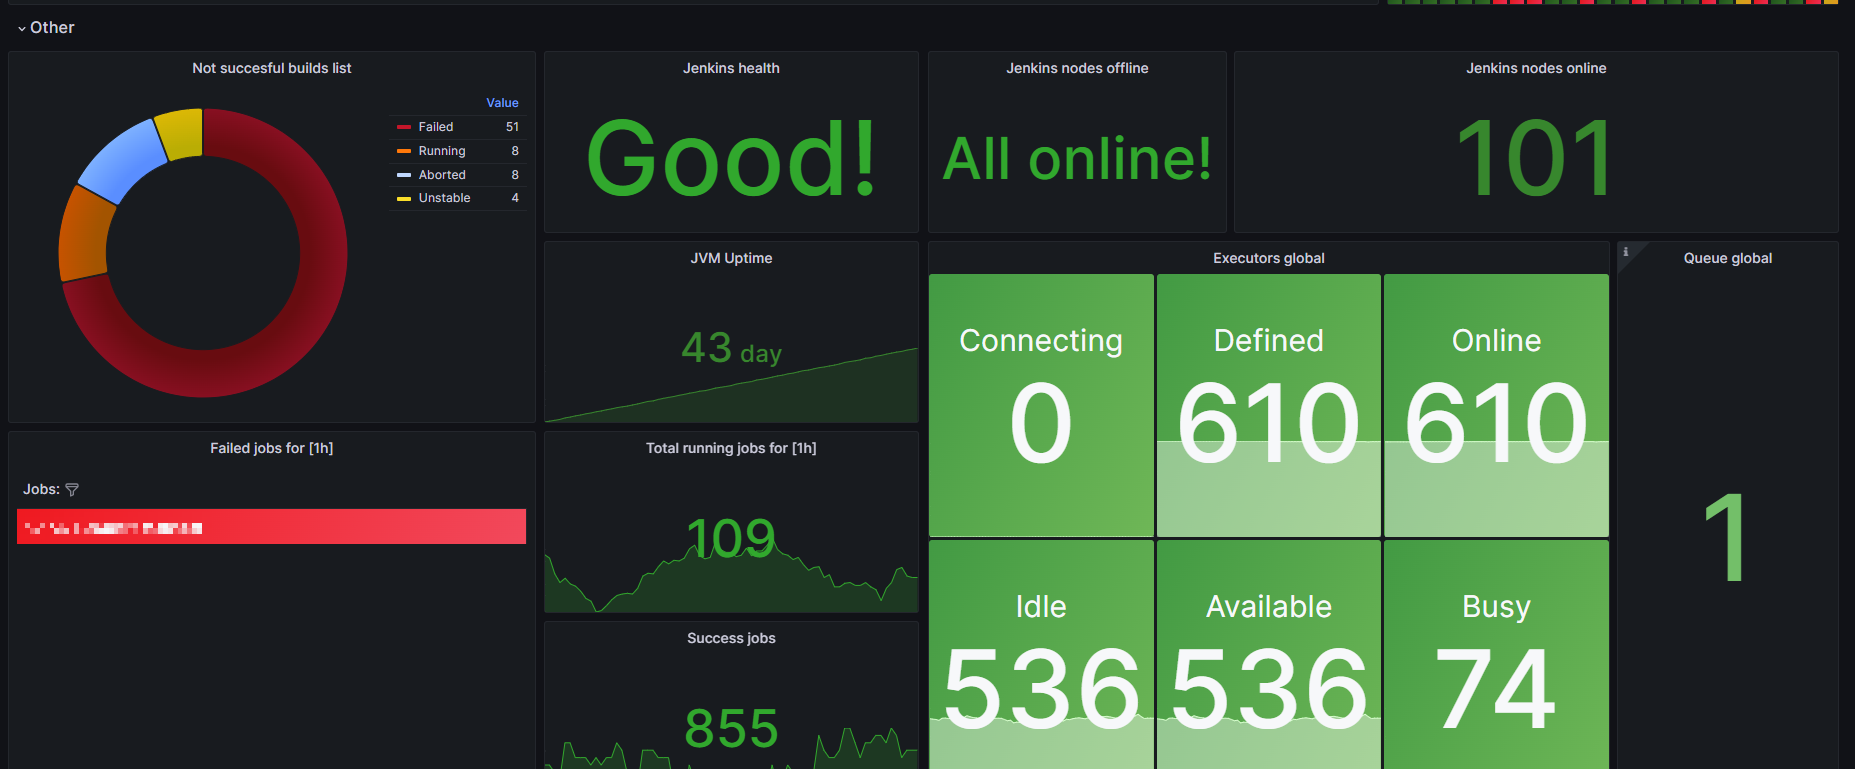 Other
Not succesful builds list
Value
Failed 51
Running 8
Aborted 8
Unstable 4
Jenkins health
Good!
Jenkins nodes offline
All online!
Jenkins nodes online
101
JVM Uptime
43 day
Executors global
Connecting
0
Defined
610
Online
610
Idle
536
Available
536
Busy
74
Queue global
1
Failed jobs for [1h]
Jobs:
Total running jobs for [1h]
109
Success jobs
855